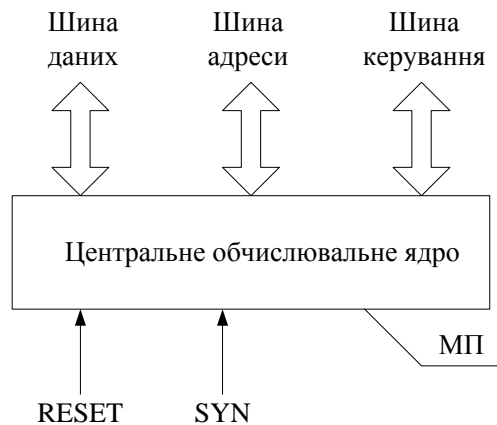 Шина даних
Шина адреси
Шина керування
Центральне обчислювальне ядро
МП
RESET
SYN